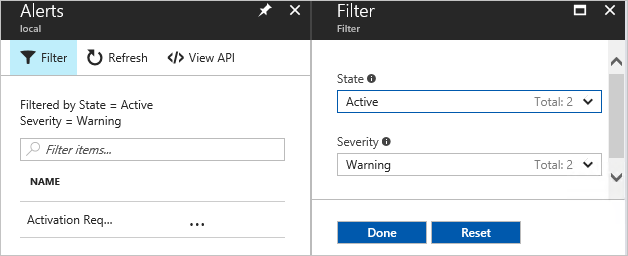 Alerts
local
Filter
Refresh
</> View API
Filtered by State = Active
Severity = Warning
Filter items...
NAME
Activation Req...
...
Filter
Filter
State
Active Total: 2
Severity
Warning Total: 2
Done
Reset